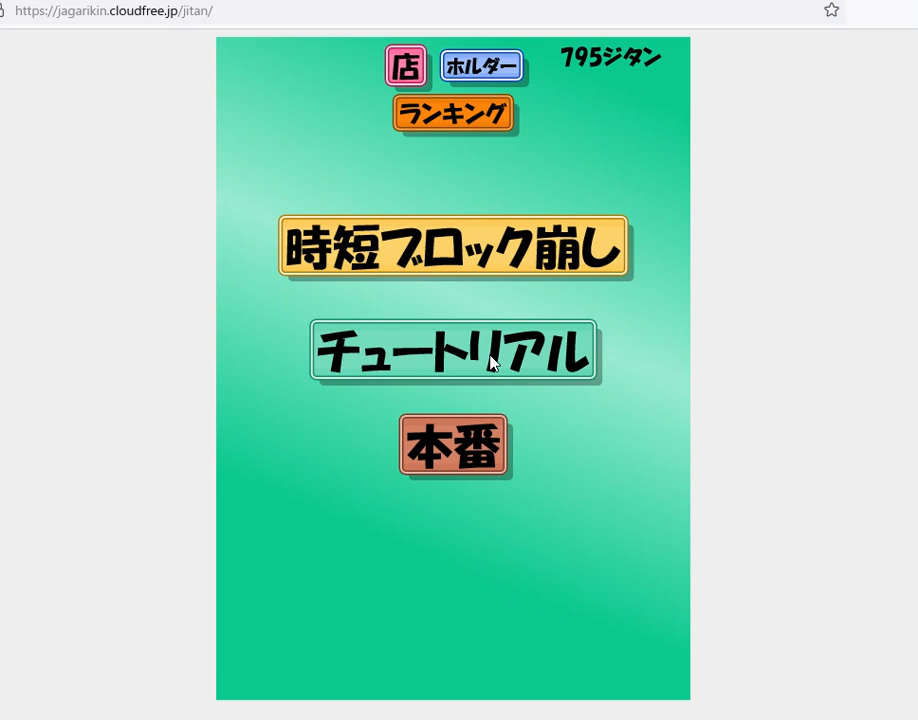 https://jagarikin.cloudfree.jp/jitan/
店 ホルダー 795ジタン
ランキング
時短ブロック崩し
チュートリアル
本番